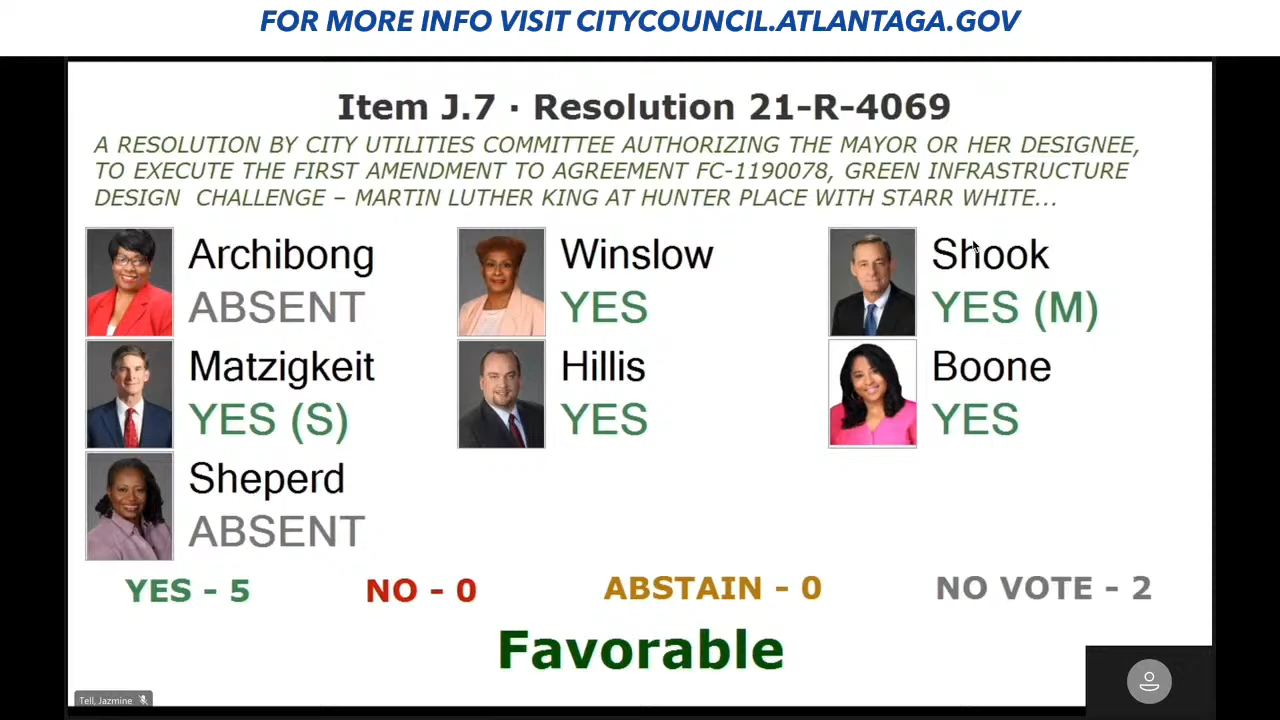 FOR MORE INFO VISIT CITYCOUNCIL.ATLANTAGA.GOV
Item J.7 · Resolution 21-R-4069
A RESOLUTION BY CITY UTILITIES COMMITTEE AUTHORIZING THE MAYOR OR HER DESIGNEE,
TO EXECUTE THE FIRST AMENDMENT TO AGREEMENT FC-1190078, GREEN INFRASTRUCTURE
DESIGN CHALLENGE – MARTIN LUTHER KING AT HUNTER PLACE WITH STARR WHITE...
Archibong
ABSENT
Winslow
YES
Shook
YES (M)
Matzigkeit
YES (S)
Hillis
YES
Boone
YES
Sheperd
ABSENT
YES - 5
NO - 0
ABSTAIN - 0
NO VOTE - 2
Favorable
Tell, Jazmine